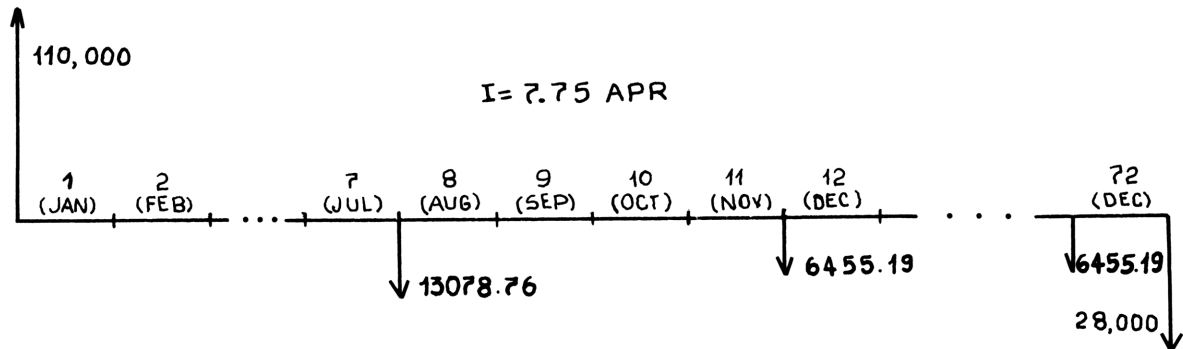 110,000
I= 7.75 APR
1 2 7 8 9 10 11 12 72
(JAN) (FEB) ... (JUL) (AUG) (SEP) (OCT) (NOV) (DEC) . . . (DEC)
13078.76 6455.19 6455.19
28,000